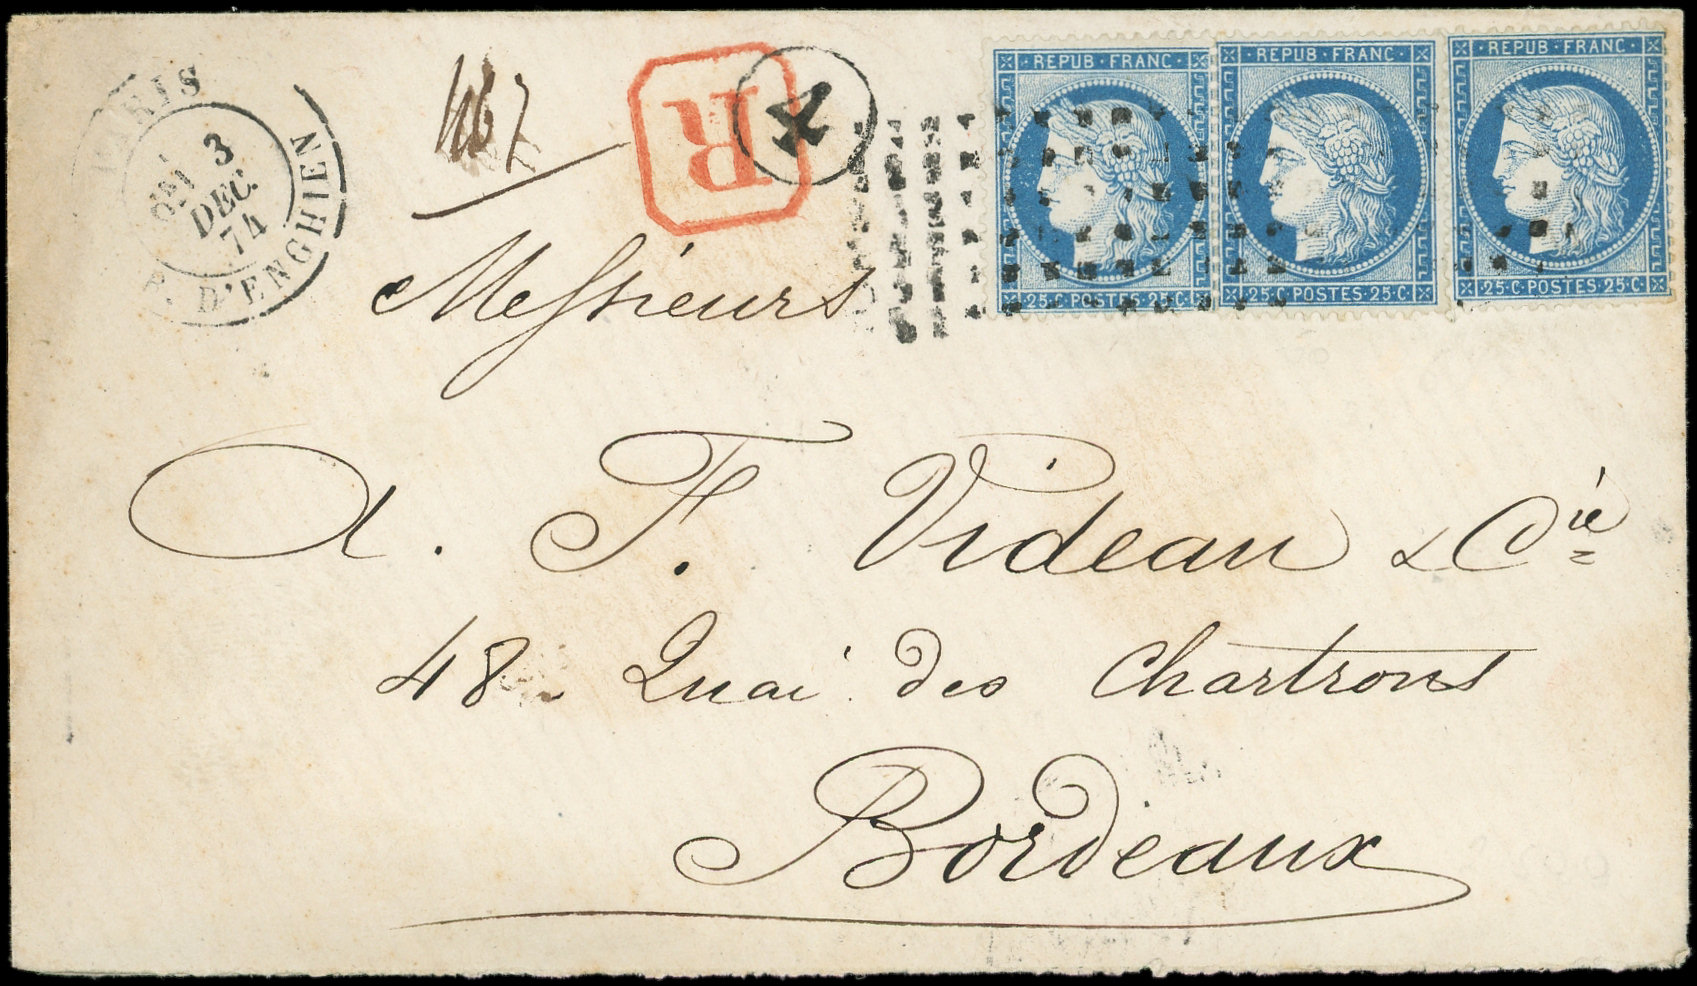 PARIS
3
DEC.
74
R. D'ENGHIEN
R
4
REPUB · FRANC ·
25 · C · POSTES · 25 · C
REPUB · FRANC ·
25 · C · POSTES · 25 · C
REPUB · FRANC ·
25 · C · POSTES · 25 · C
Messieurs
A. F. Videau & Cie
48 Quai des Chartrons
Bordeaux